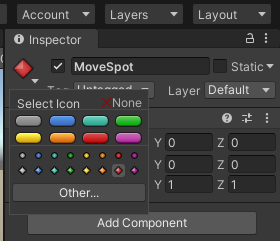 Account Layers Layout
Inspector
MoveSpot Static
Tag Untagged Layer Default
Select Icon None
Y 0 Z 0
Y 0 Z 0
Y 1 Z 1
Other...
Add Component